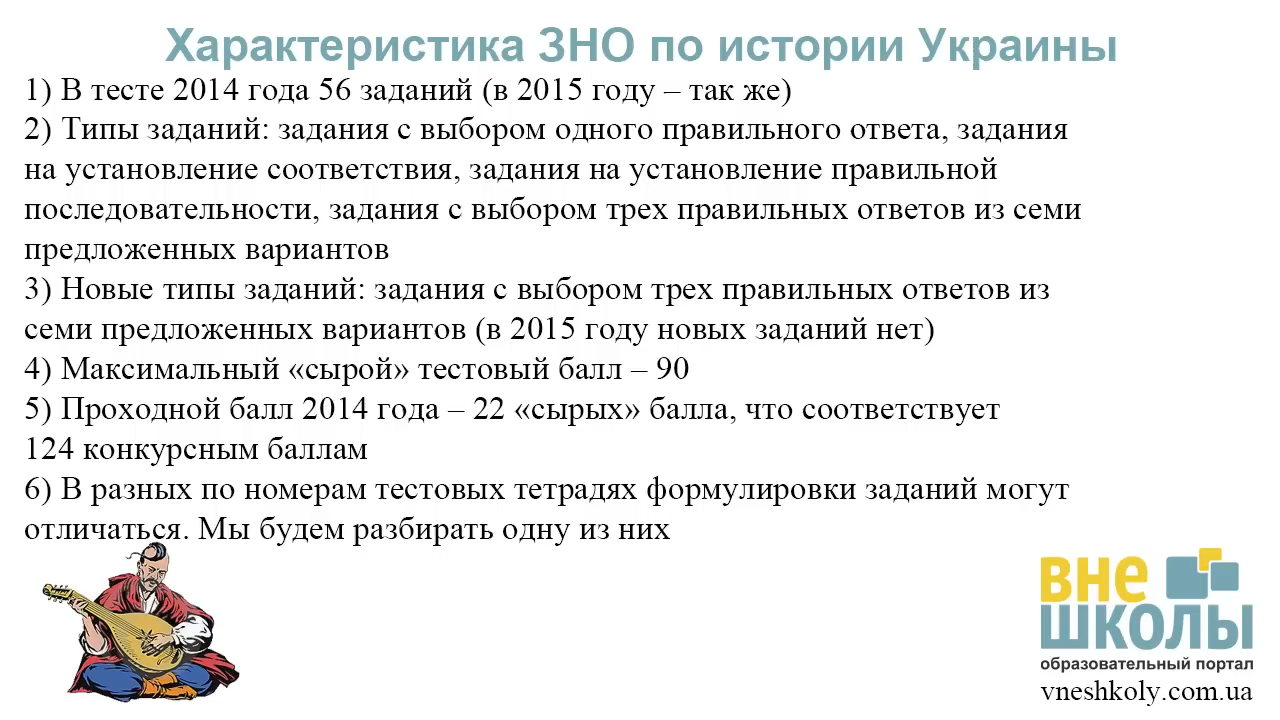 Характеристика ЗНО по истории Украины
1) В тесте 2014 года 56 заданий (в 2015 году – так же)
2) Типы заданий: задания с выбором одного правильного ответа, задания
на установление соответствия, задания на установление правильной
последовательности, задания с выбором трех правильных ответов из семи
предложенных вариантов
3) Новые типы заданий: задания с выбором трех правильных ответов из
семи предложенных вариантов (в 2015 году новых заданий нет)
4) Максимальный «сырой» тестовый балл – 90
5) Проходной балл 2014 года – 22 «сырых» балла, что соответствует
124 конкурсным баллам
6) В разных по номерам тестовых тетрадях формулировки заданий могут
отличаться. Мы будем разбирать одну из них
вне
школы
образовательный портал
vneshkoly.com.ua